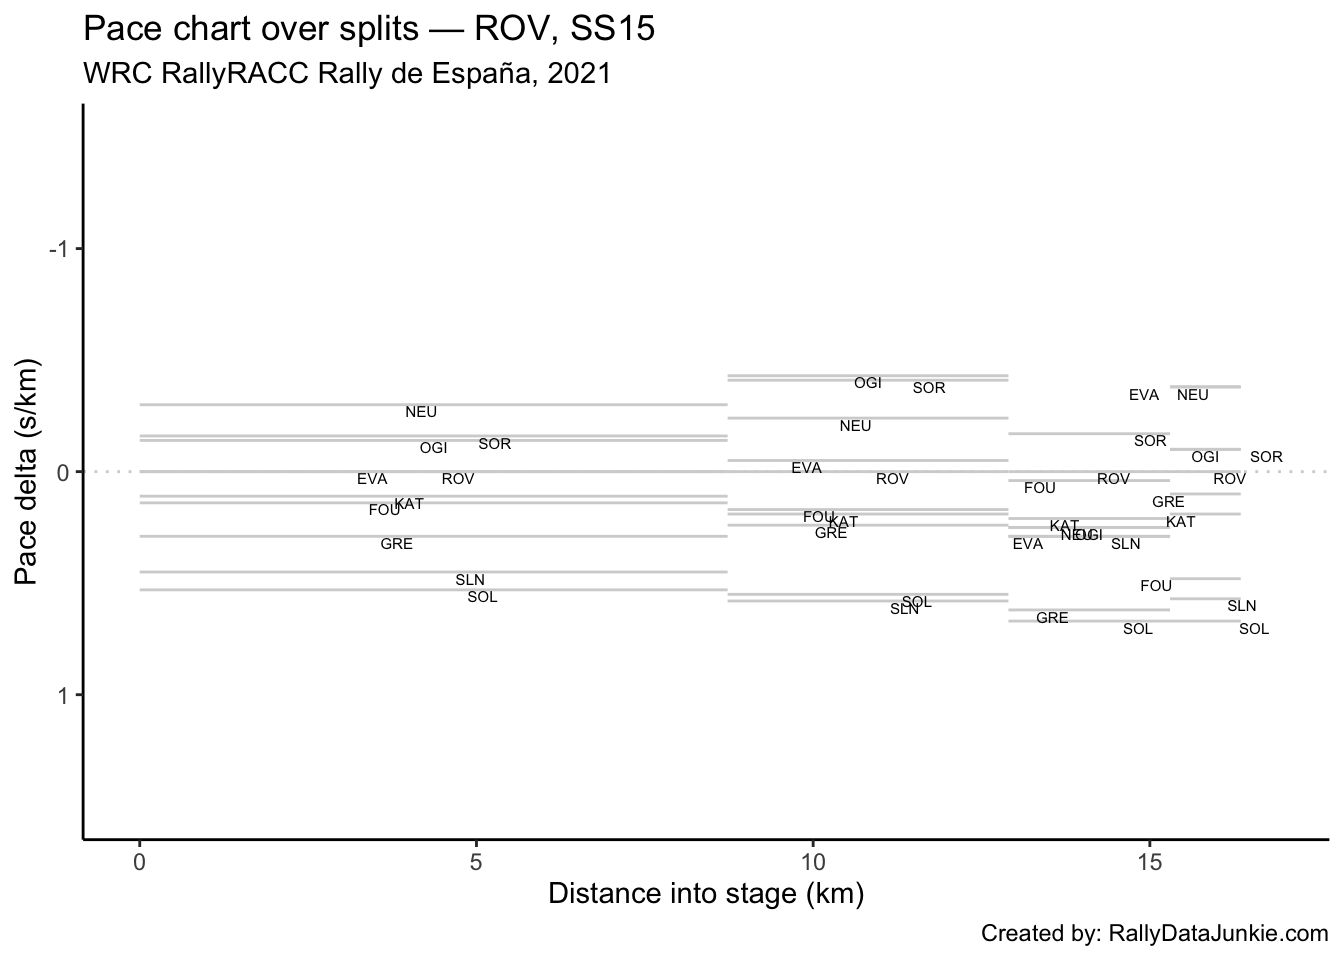 Pace chart over splits — ROV, SS15
WRC RallyRACC Rally de España, 2021
Pace delta (s/km)
-1
0
1
NEU
OGI SOR
EVA ROV
FOU KAT
GRE
SLN
SOL
OGI SOR
NEU
EVA
ROV
FOU
KAT
GRE
SOL
SLN
SOR
ROV
FOU
KAT
NEU OGI
EVA SLN
GRE
SOL
EVA NEU
OGI SOR
ROV
GRE
KAT
FOU
SLN
SOL
0 5 10 15
Distance into stage (km)
Created by: RallyDataJunkie.com